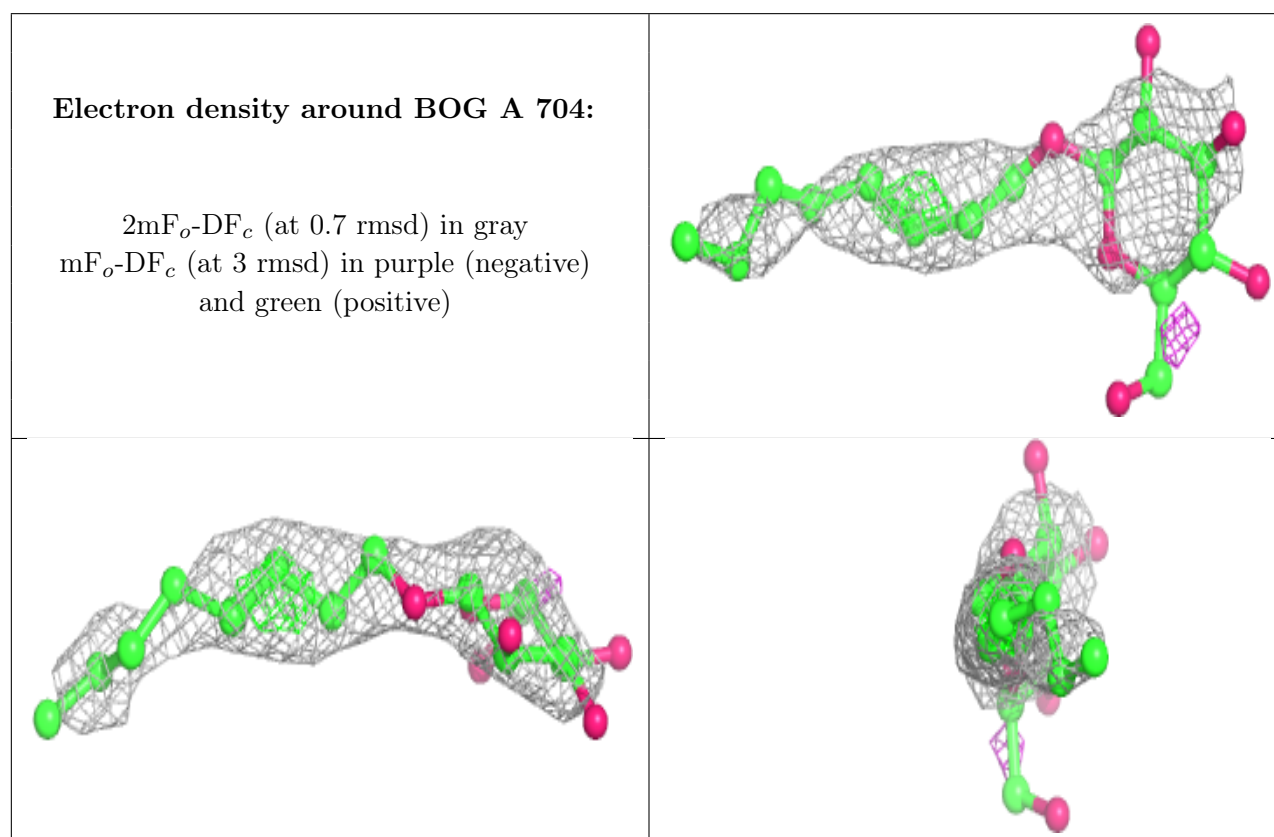 Electron density around BOG A 704:
2mFo-DFc (at 0.7 rmsd) in gray
mFo-DFc (at 3 rmsd) in purple (negative)
and green (positive)